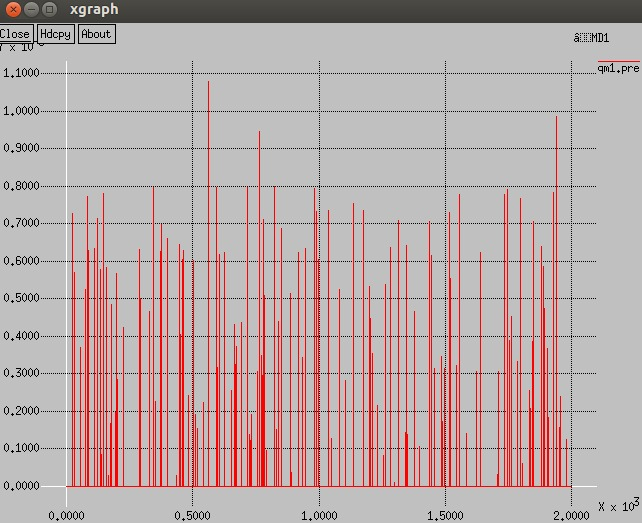 xgraph
Close Hdcpy About
Y x 10
MD1
qm1.pre
1.1000
1.0000
0.9000
0.8000
0.7000
0.6000
0.5000
0.4000
0.3000
0.2000
0.1000
0.0000
X x 10³
0.0000 0.5000 1.0000 1.5000 2.0000